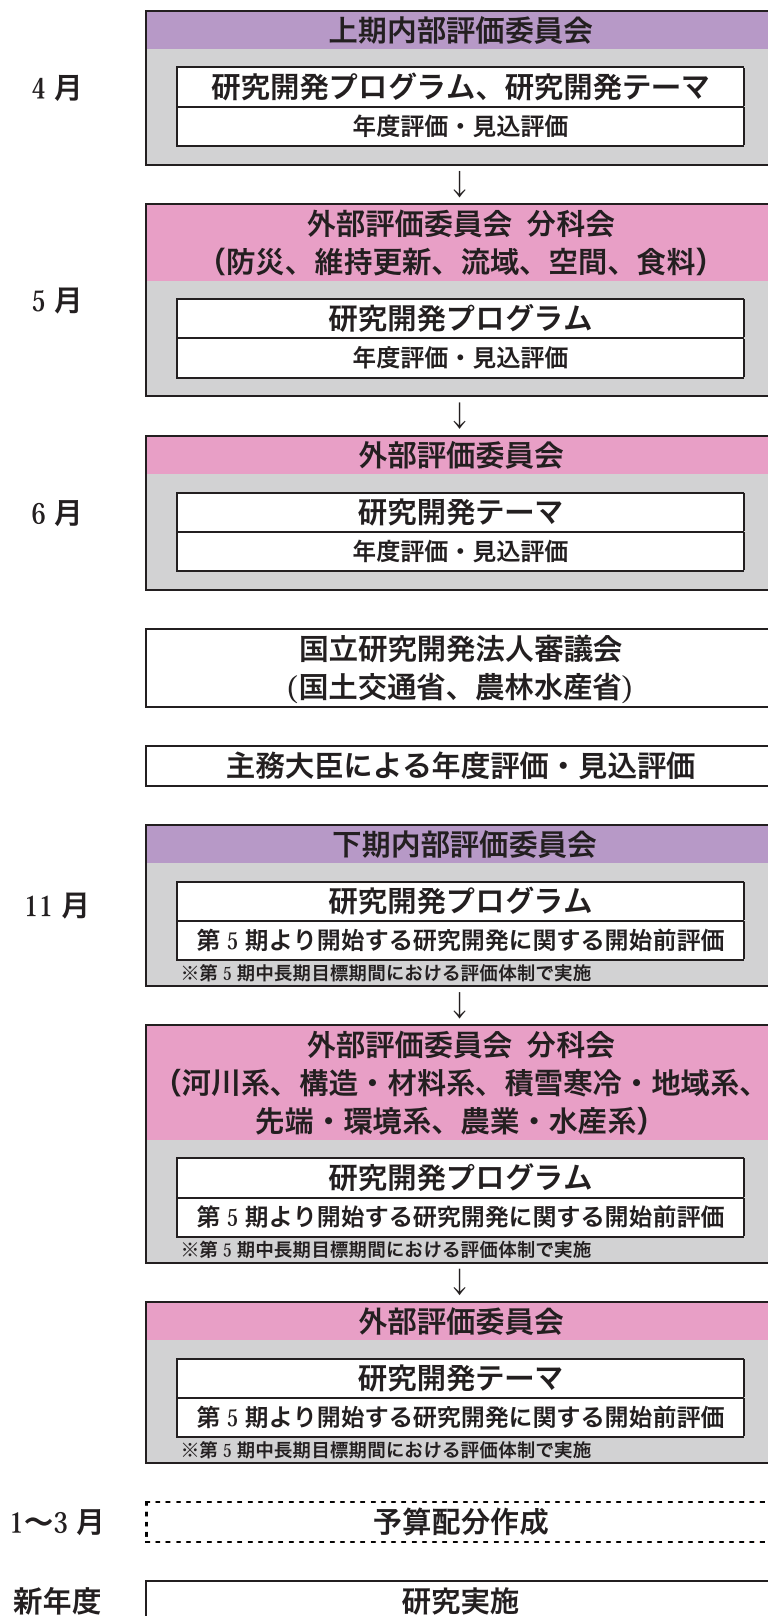 上期内部評価委員会
4 月
研究開発プログラム、研究開発テーマ
年度評価・見込評価
↓
外部評価委員会 分科会
（防災、維持更新、流域、空間、食料）
5 月
研究開発プログラム
年度評価・見込評価
↓
外部評価委員会
6 月
研究開発テーマ
年度評価・見込評価
国立研究開発法人審議会
(国土交通省、農林水産省)
主務大臣による年度評価・見込評価
下期内部評価委員会
11 月
研究開発プログラム
第 5 期より開始する研究開発に関する開始前評価
※第 5 期中長期目標期間における評価体制で実施
↓
外部評価委員会 分科会
（河川系、構造・材料系、積雪寒冷・地域系、
先端・環境系、農業・水産系）
研究開発プログラム
第 5 期より開始する研究開発に関する開始前評価
※第 5 期中長期目標期間における評価体制で実施
↓
外部評価委員会
研究開発テーマ
第 5 期より開始する研究開発に関する開始前評価
※第 5 期中長期目標期間における評価体制で実施
1〜3 月
予算配分作成
新年度
研究実施